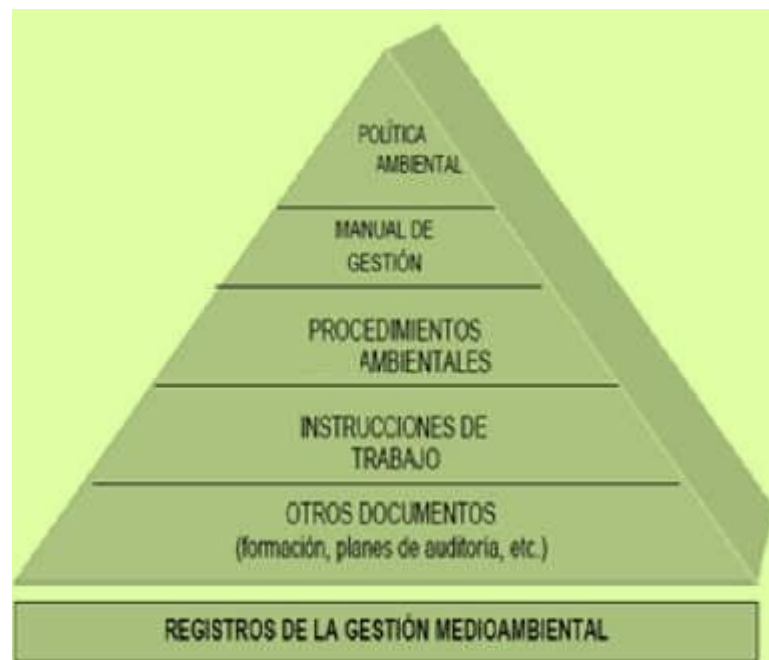 POLÍTICA
AMBIENTAL
MANUAL DE
GESTIÓN
PROCEDIMIENTOS
AMBIENTALES
INSTRUCCIONES DE
TRABAJO
OTROS DOCUMENTOS
(formación, planes de auditoría, etc.)
REGISTROS DE LA GESTIÓN MEDIOAMBIENTAL